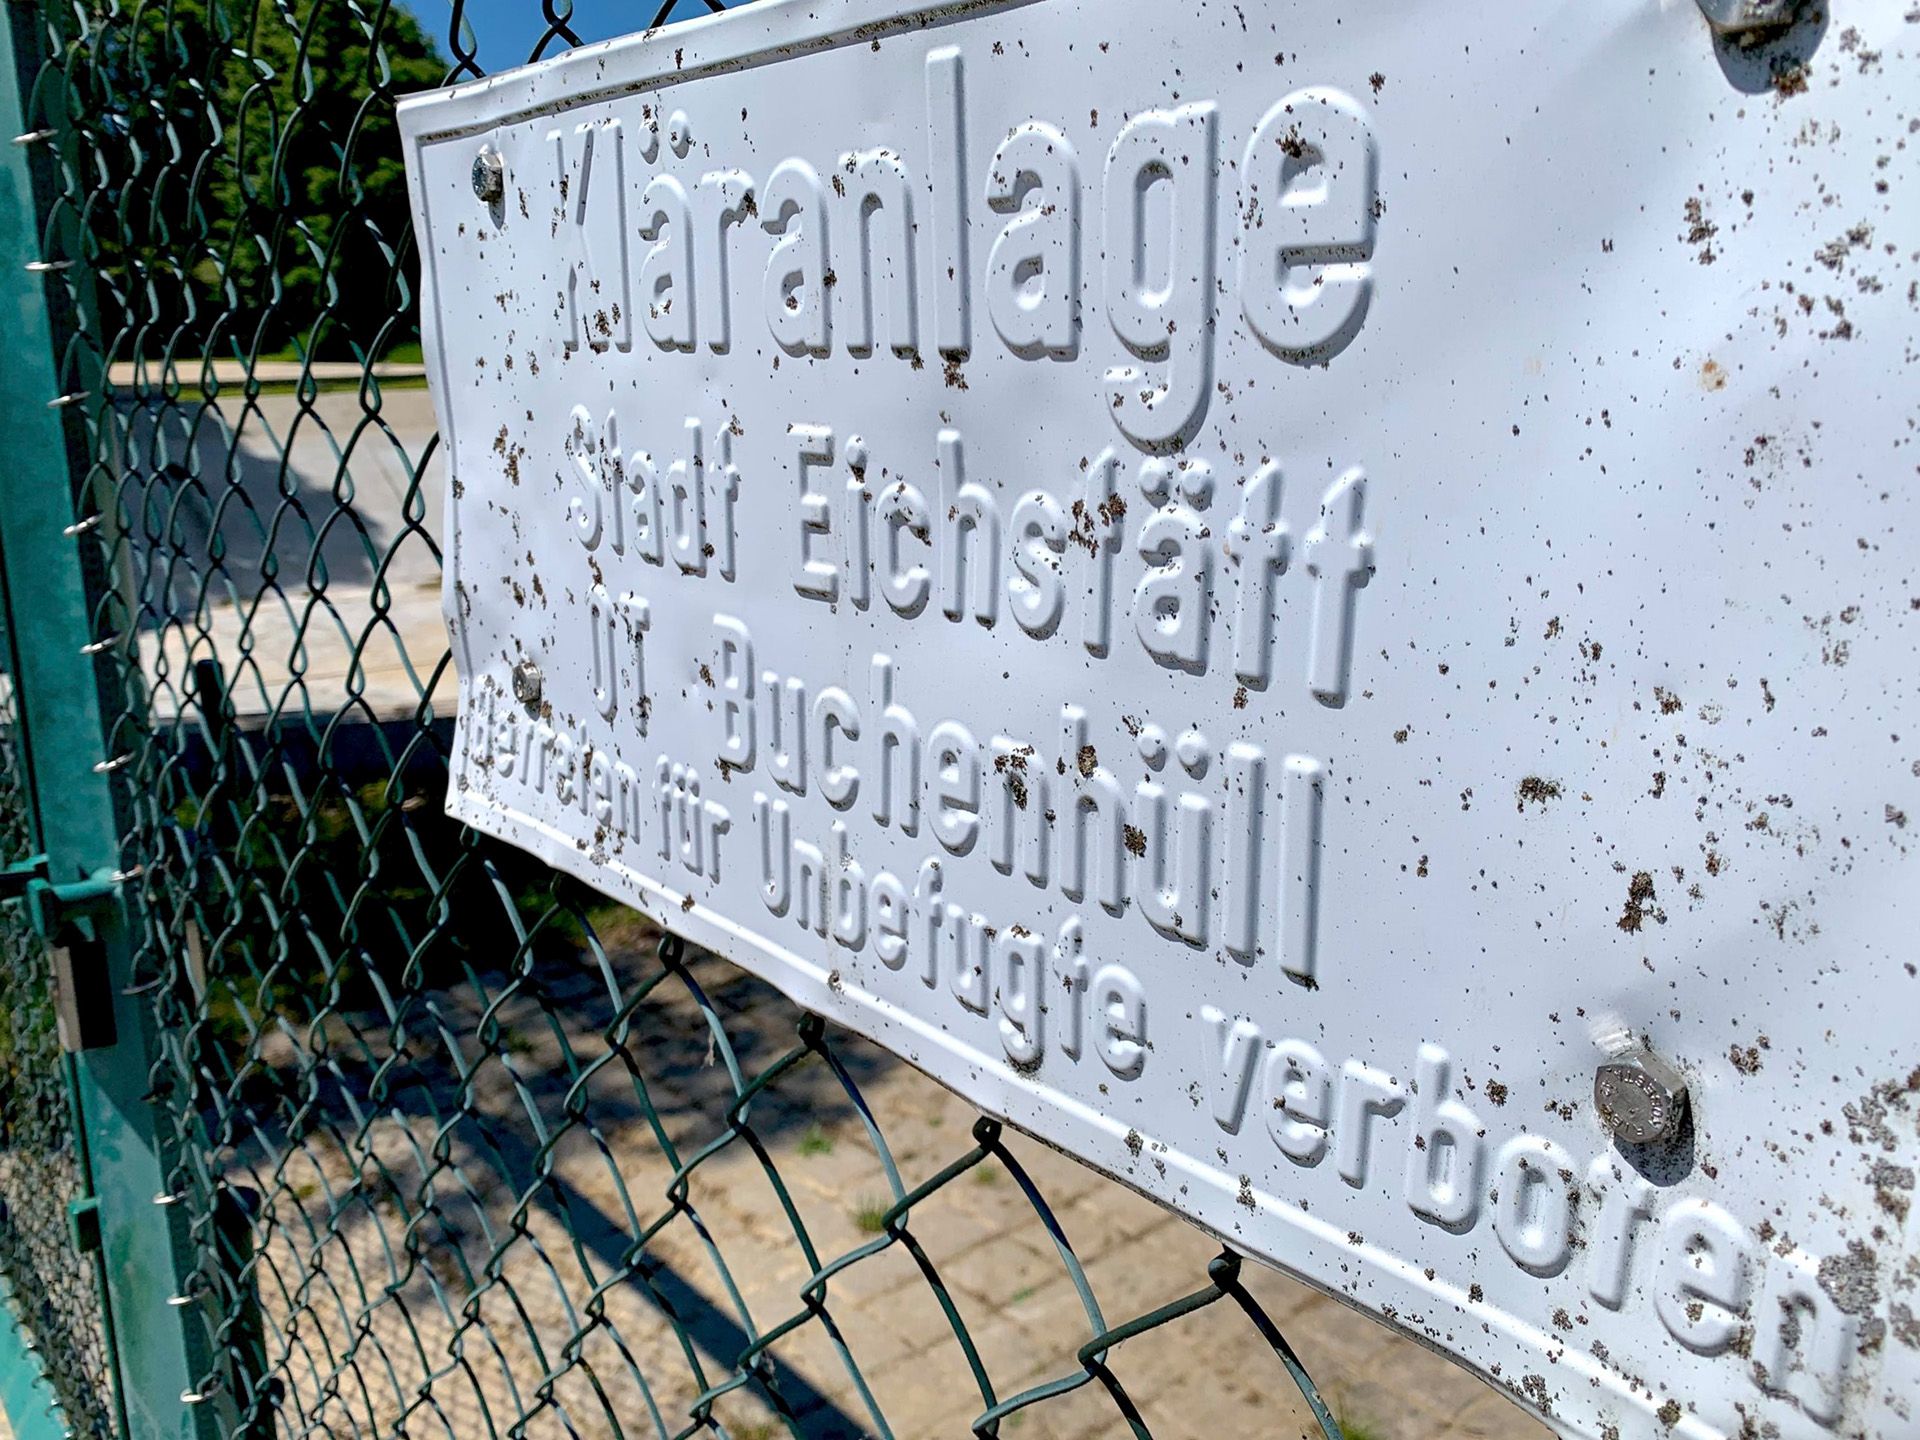 Kläranlage
Stadt Eichstätt
OT Buchenhüll
Betreten für Unbefugte verboten